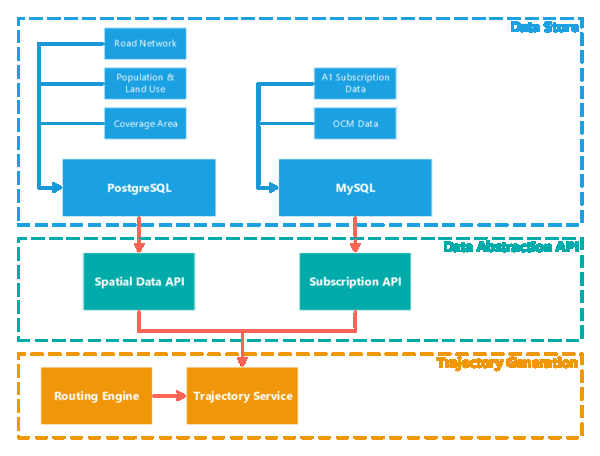 Data Store
Road Network
Population &
Land Use
A1 Subscription
Data
Coverage Area
OCM Data
PostgreSQL
MySQL
Data Abstraction API
Spatial Data API
Subscription API
Trajectory Generation
Routing Engine
Trajectory Service